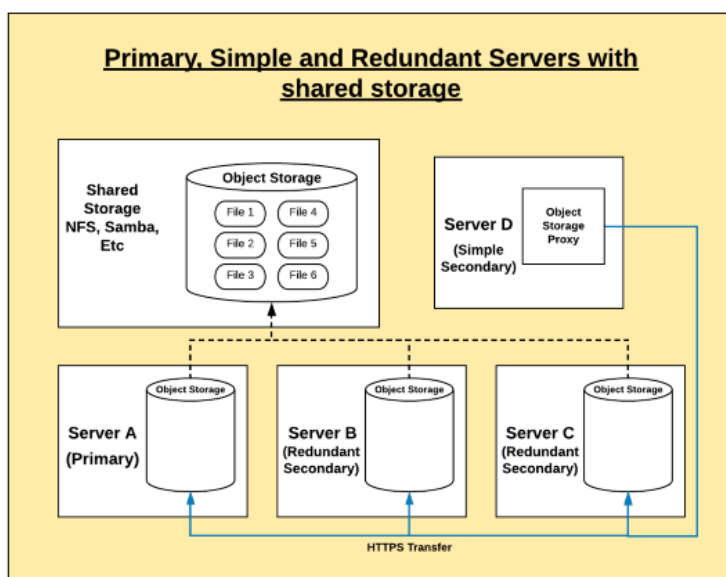 Primary, Simple and Redundant Servers with
shared storage
Shared
Storage
NFS, Samba,
Etc
Object Storage
File 1
File 4
File 2
File 5
File 3
File 6
Server D
(Simple
Secondary)
Object
Storage
Proxy
Server A
(Primary)
Object Storage
Server B
(Redundant
Secondary)
Object Storage
Server C
(Redundant
Secondary)
Object Storage
HTTPS Transfer